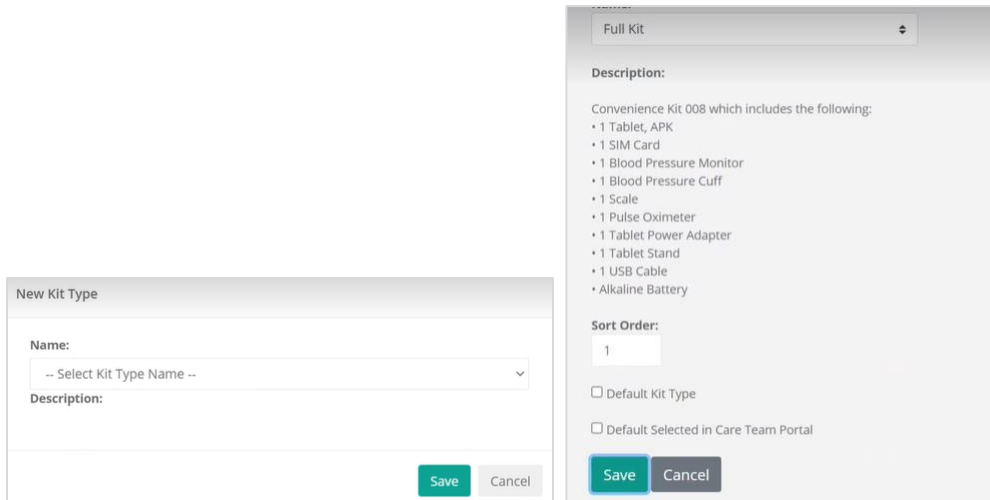 New Kit Type
Name:
-- Select Kit Type Name --
Description:
Save Cancel
Full Kit
Description:
Convenience Kit 008 which includes the following:
• 1 Tablet, APK
• 1 SIM Card
• 1 Blood Pressure Monitor
• 1 Blood Pressure Cuff
• 1 Scale
• 1 Pulse Oximeter
• 1 Tablet Power Adapter
• 1 Tablet Stand
• 1 USB Cable
• Alkaline Battery
Sort Order:
1
Default Kit Type
Default Selected in Care Team Portal
Save Cancel